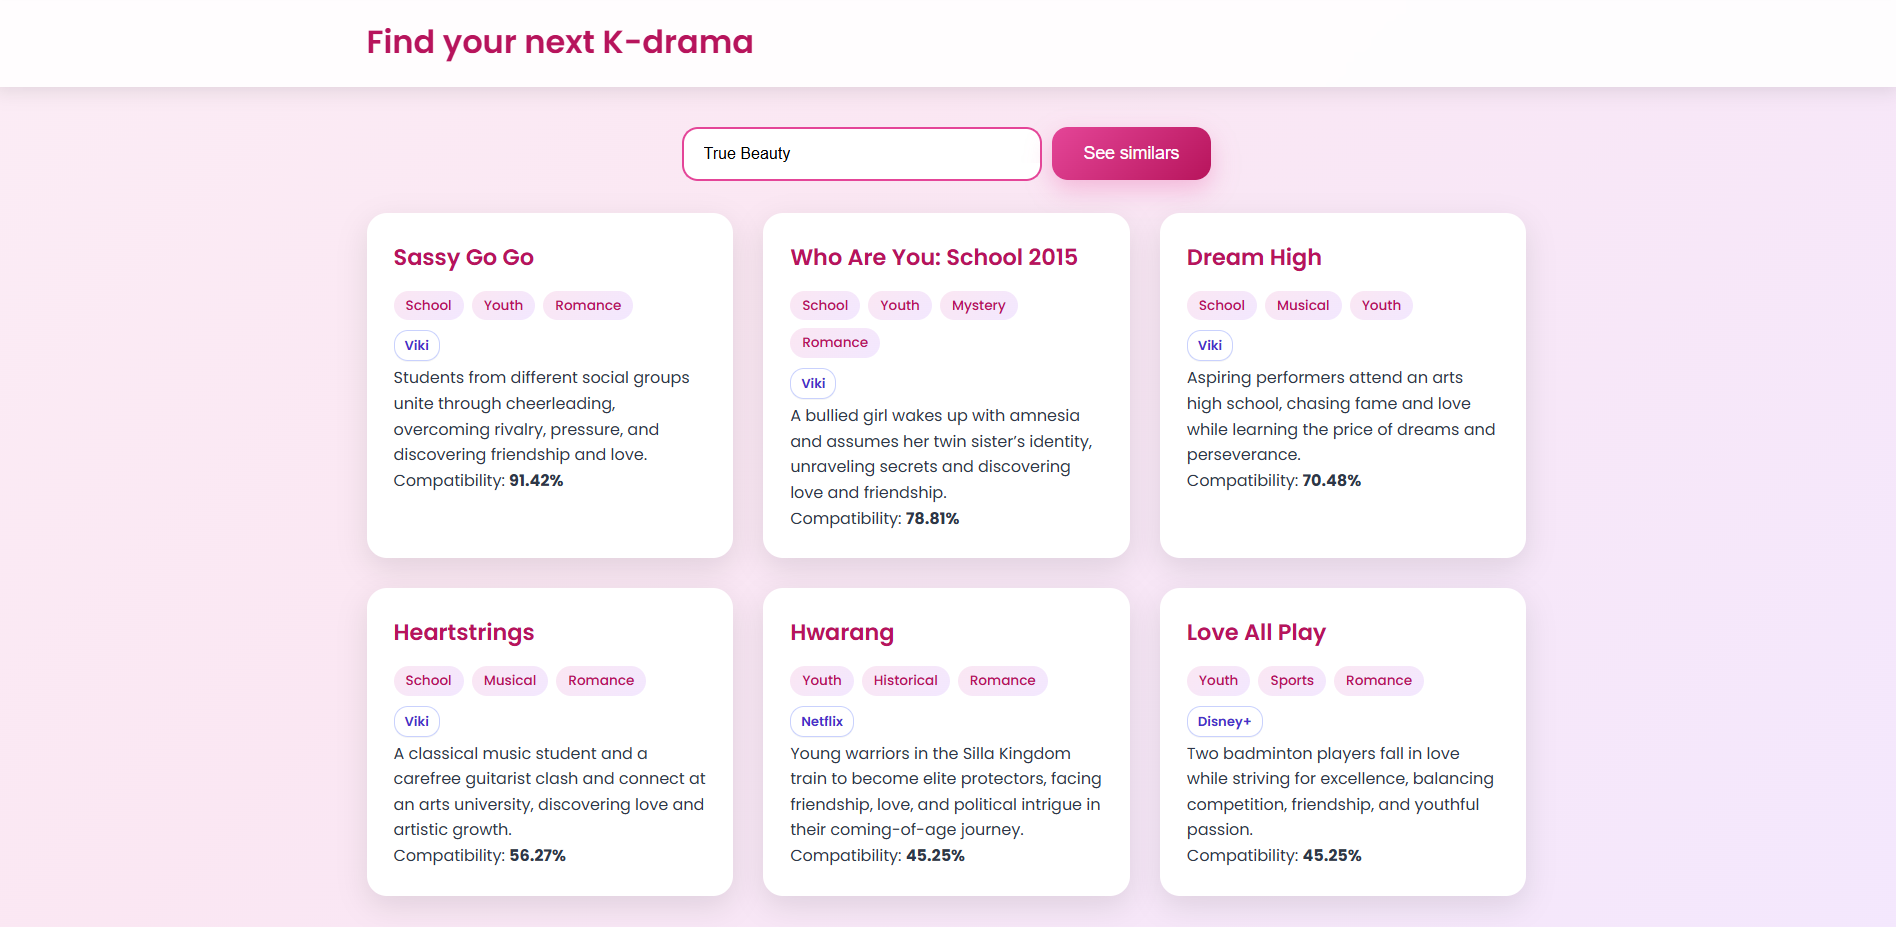 Find your next K-drama
True Beauty
See similars
Sassy Go Go
School Youth Romance
Viki
Students from different social groups
unite through cheerleading,
overcoming rivalry, pressure, and
discovering friendship and love.
Compatibility: 91.42%
Who Are You: School 2015
School Youth Mystery
Romance
Viki
A bullied girl wakes up with amnesia
and assumes her twin sister’s identity,
unraveling secrets and discovering
love and friendship.
Compatibility: 78.81%
Dream High
School Musical Youth
Viki
Aspiring performers attend an arts
high school, chasing fame and love
while learning the price of dreams and
perseverance.
Compatibility: 70.48%
Heartstrings
School Musical Romance
Viki
A classical music student and a
carefree guitarist clash and connect at
an arts university, discovering love and
artistic growth.
Compatibility: 56.27%
Hwarang
Youth Historical Romance
Netflix
Young warriors in the Silla Kingdom
train to become elite protectors, facing
friendship, love, and political intrigue in
their coming-of-age journey.
Compatibility: 45.25%
Love All Play
Youth Sports Romance
Disney+
Two badminton players fall in love
while striving for excellence, balancing
competition, friendship, and youthful
passion.
Compatibility: 45.25%